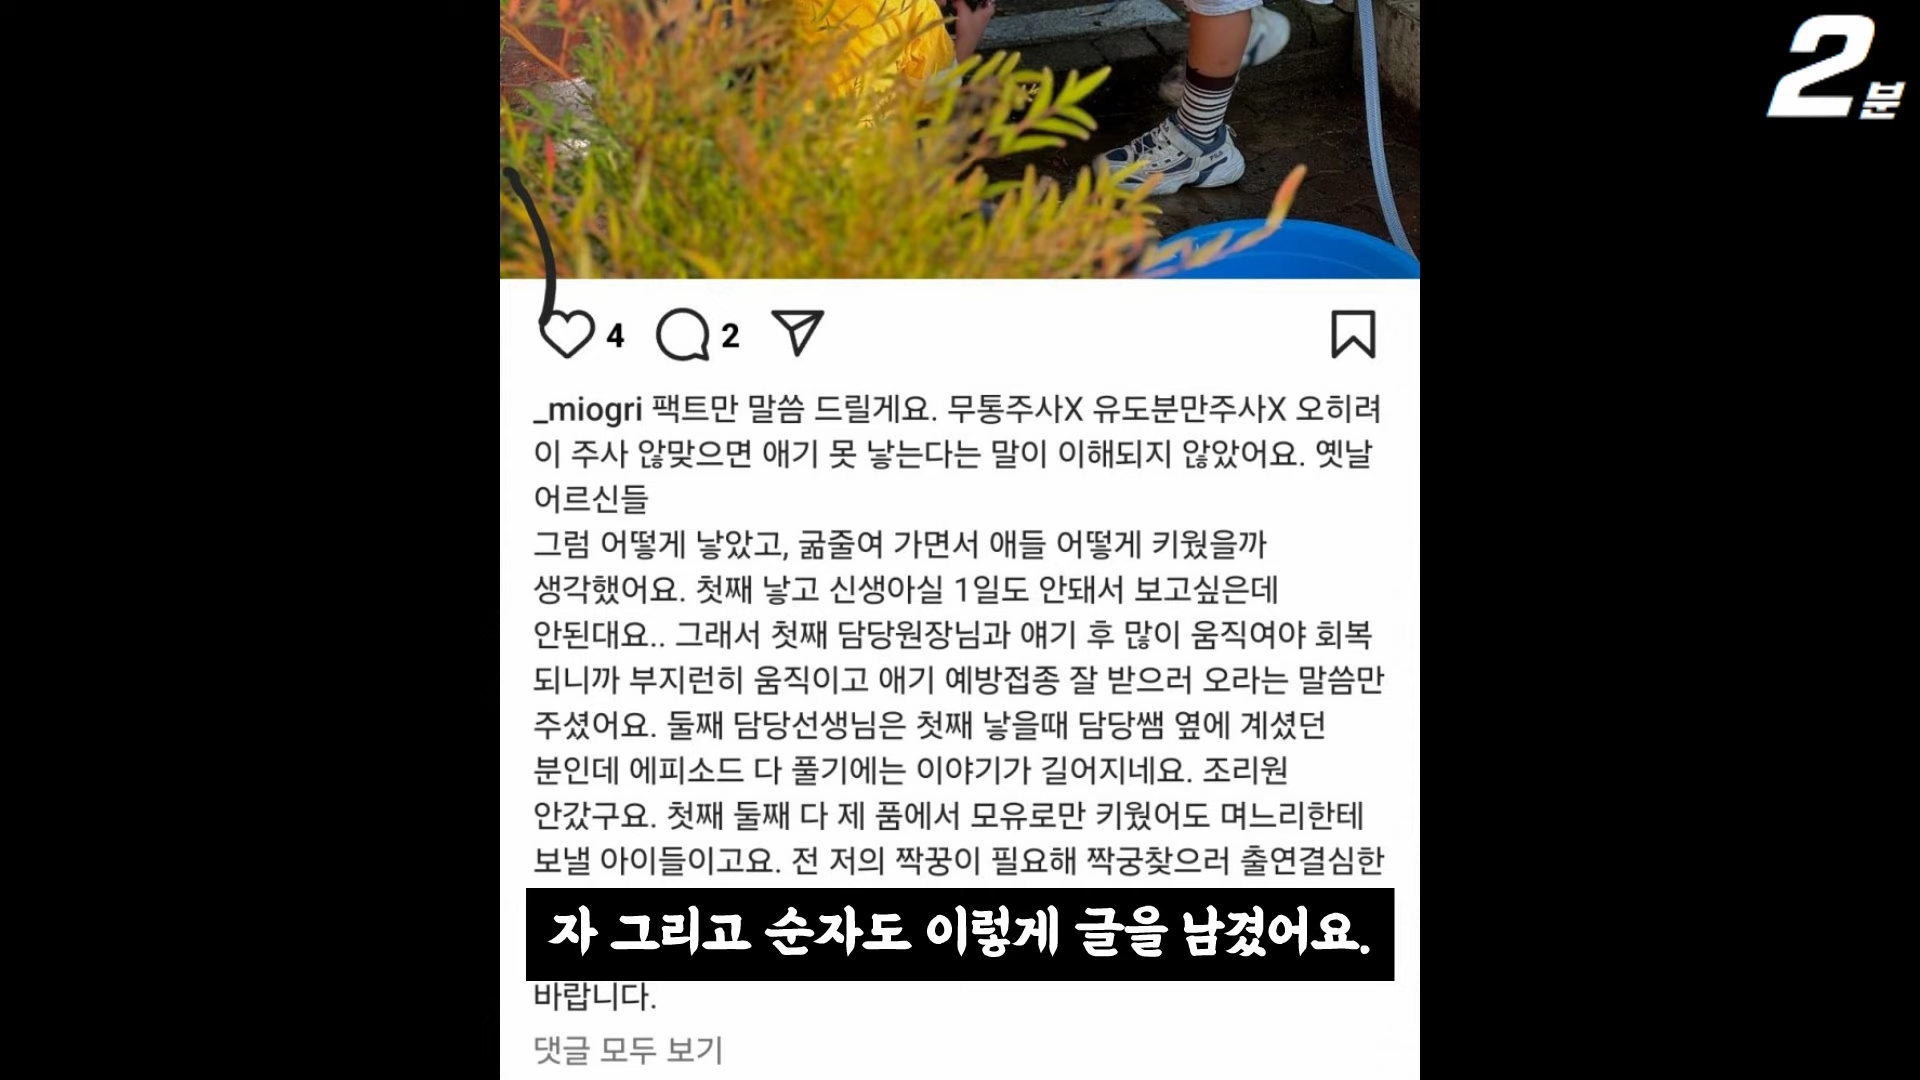 2분
FILA
4
2
_miogri 팩트만 말씀 드릴게요. 무통주사X 유도분만주사X 오히려
이 주사 않맞으면 애기 못 낳는다는 말이 이해되지 않았어요. 옛날
어르신들
그럼 어떻게 낳았고, 굶줄여 가면서 애들 어떻게 키웠을까
생각했어요. 첫째 낳고 신생아실 1일도 안돼서 보고싶은데
안된대요.. 그래서 첫째 담당원장님과 얘기 후 많이 움직여야 회복
되니까 부지런히 움직이고 애기 예방접종 잘 받으러 오라는 말씀만
주셨어요. 둘째 담당선생님은 첫째 낳을때 담당쌤 옆에 계셨던
분인데 에피소드 다 풀기에는 이야기가 길어지네요. 조리원
안갔구요. 첫째 둘째 다 제 품에서 모유로만 키웠어도 며느리한테
보낼 아이들이고요. 전 저의 짝꿍이 필요해 짝궁찾으러 출연결심한
자 그리고 순자도 이렇게 글을 남겼어요.
바랍니다.
댓글 모두 보기